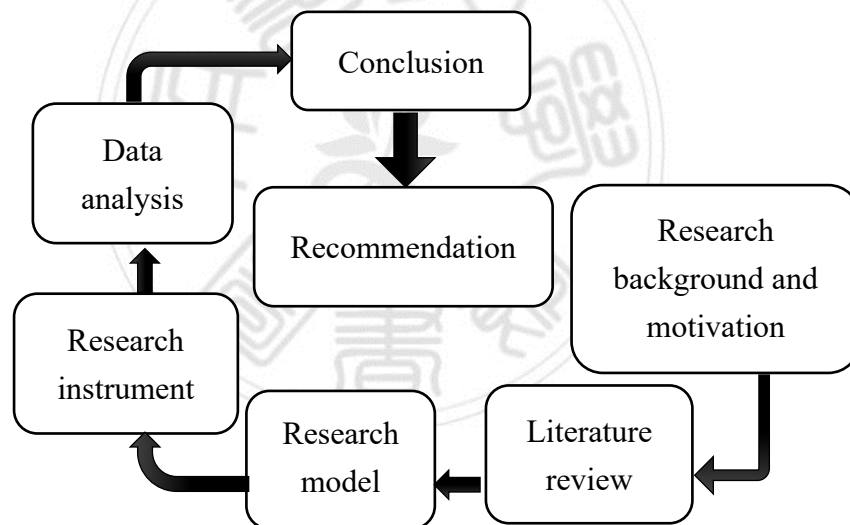 Conclusion
Data
analysis
Recommendation
Research
background and
motivation
Research
instrument
Research
model
Literature
review